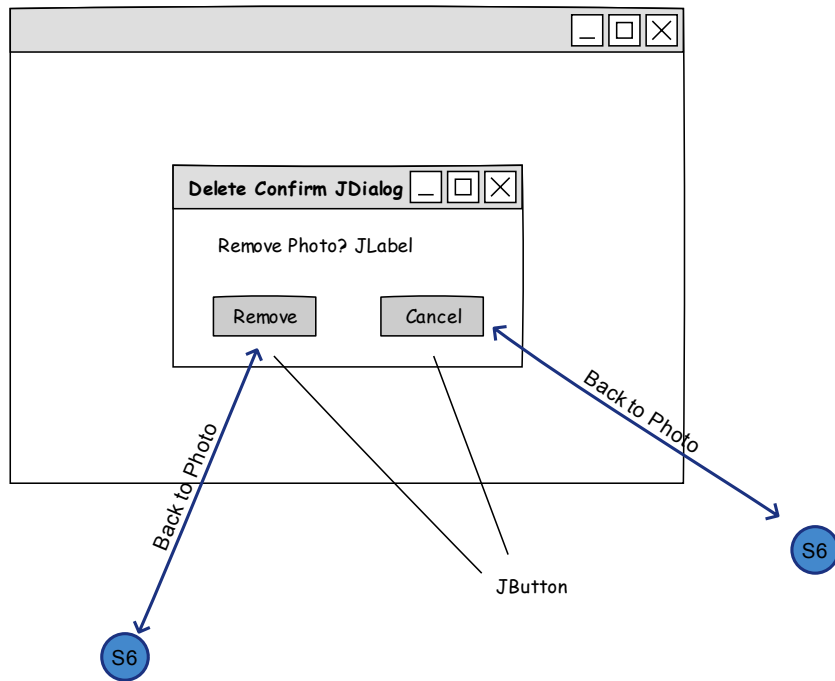 Delete Confirm JDialog
Remove Photo? JLabel
Remove
Cancel
Back to Photo
Back to Photo
S6
JButton
S6